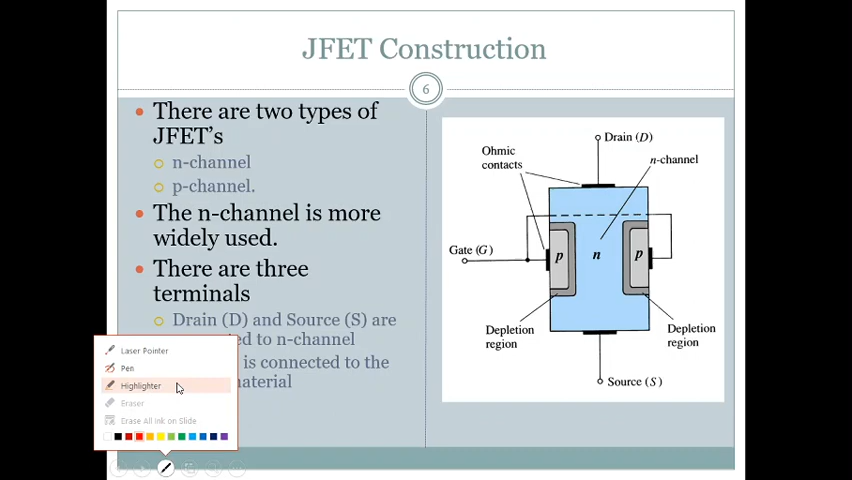 JFET Construction
6
There are two types of
JFET's
n-channel
p-channel.
The n-channel is more
widely used.
There are three
terminals
Drain (D) and Source (S) are
ed to n-channel
is connected to the
aterial
Laser Pointer
Pen
Highlighter
Eraser
Erase All Ink on Slide
Drain (D)
Ohmic
contacts
n-channel
Gate (G)
p
n
p
Depletion
region
Depletion
region
Source (S)